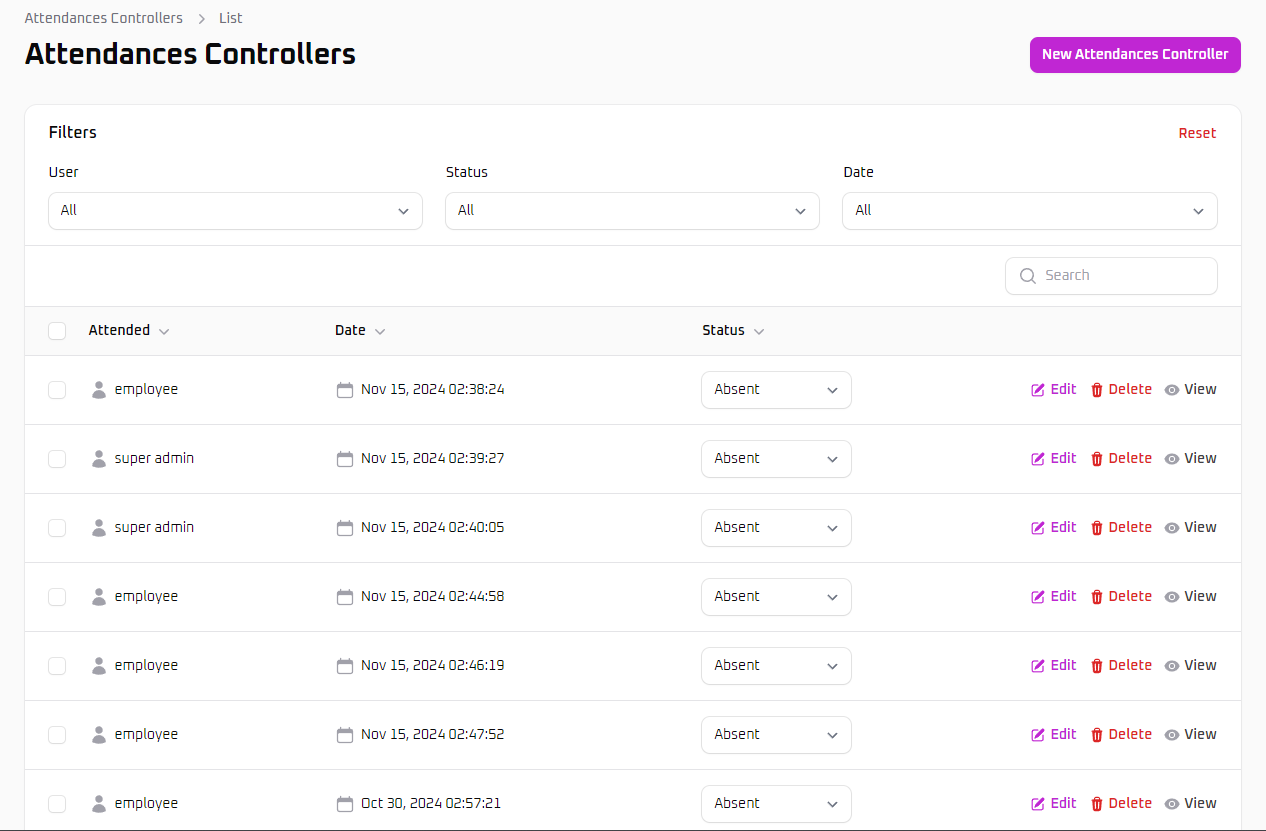 Attendances Controllers > List
Attendances Controllers
New Attendances Controller
Filters
Reset
User Status Date
All All All
Search
Attended Date Status
employee Nov 15, 2024 02:38:24 Absent Edit Delete View
super admin Nov 15, 2024 02:39:27 Absent Edit Delete View
super admin Nov 15, 2024 02:40:05 Absent Edit Delete View
employee Nov 15, 2024 02:44:58 Absent Edit Delete View
employee Nov 15, 2024 02:46:19 Absent Edit Delete View
employee Nov 15, 2024 02:47:52 Absent Edit Delete View
employee Oct 30, 2024 02:57:21 Absent Edit Delete View